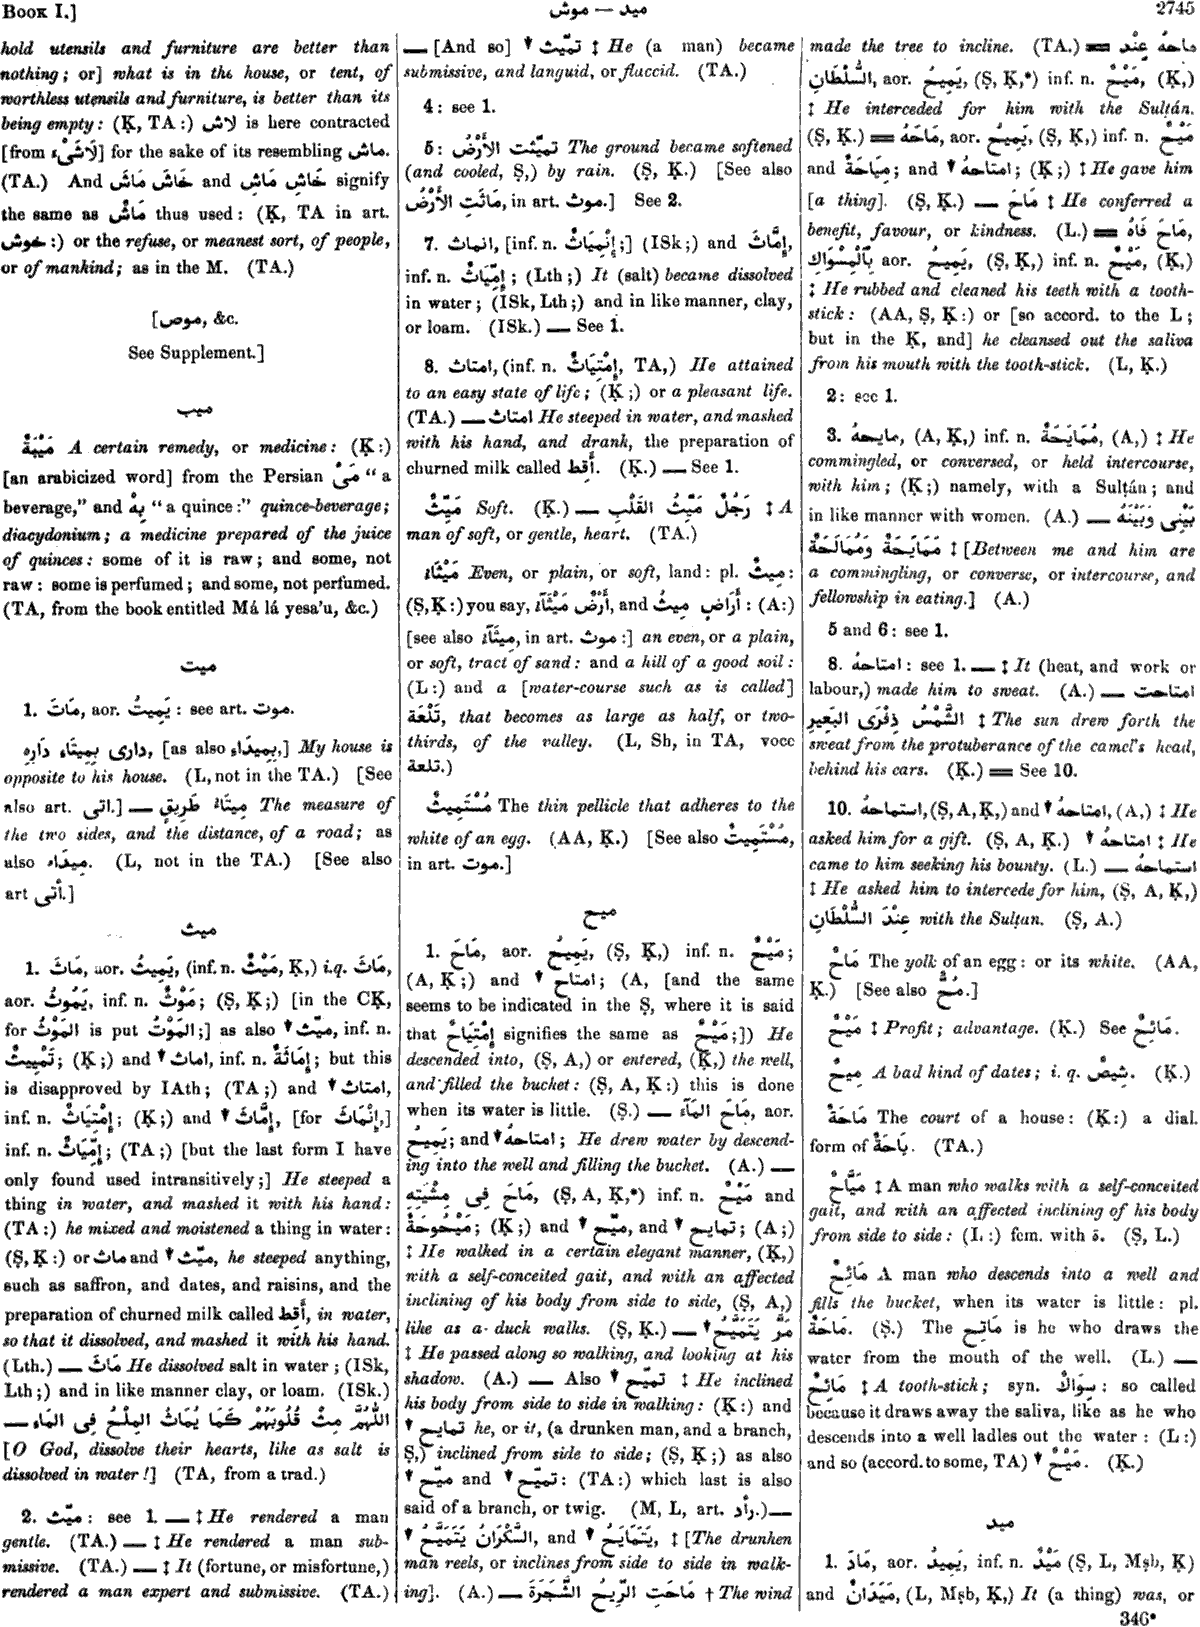 BOOK I.]
موش — ميد
2745
hold utensils and furniture are better than
nothing; or] what is in the house, or tent, of
worthless utensils and furniture, is better than its
being empty: (Ḳ, TA:) لاش is here contracted
[from لَاشَىْءَ] for the sake of its resembling ماش.
(TA.) And خَاشَ مَاشَ and خَاشِ مَاشِ signify
the same as مَاشٌ thus used: (Ḳ, TA in art.
خوش:) or the refuse, or meanest sort, of people,
or of mankind; as in the M. (TA.)
[موص, &c.
See Supplement.]
ميب
مَيْبَةٌ A certain remedy, or medicine: (Ḳ:)
[an arabicized word] from the Persian مَىْ “a
beverage,” and بِهْ “a quince:” quince-beverage;
diacydonium; a medicine prepared of the juice
of quinces: some of it is raw; and some, not
raw: some is perfumed; and some, not perfumed.
(TA, from the book entitled Má lá yesa'u, &c.)
ميت
1. مَاتَ, aor. يَمِيتُ: see art. موت.
دارى بِمِيتَاءِ دَارِهِ, [as also بِمِيدَاءِ,] My house is
opposite to his house. (L, not in the TA.) [See
also art. اتى.] — مِيتَاءُ طَرِيقٍ The measure of
the two sides, and the distance, of a road; as
also مِيدَاء. (L, not in the TA.) [See also
art أتى.]
ميث
1. مَاثَ, aor. يَمِيثُ, (inf. n. مَيْثٌ, Ḳ,) i.q. مَاثَ,
aor. يَمُوثُ, inf. n. مَوْثٌ; (Ṣ, Ḳ;) [in the CḲ,
for المَوْثُ is put المَوْتُ;] as also ▾ ميّث, inf. n.
تَمْيِيثٌ; (Ḳ;) and ▾ اماث, inf. n. إِمَاثَةٌ; but this
is disapproved by IAth; (TA;) and ▾ امتاث,
inf. n. إِمْتِيَاثٌ; (Ḳ;) and ▾ إِمَّاثَ, [for إِنْمَاثَ,]
inf. n. إِمِّيَاثٌ; (TA;) [but the last form I have
only found used intransitively;] He steeped a
thing in water, and mashed it with his hand:
(TA:) he mixed and moistened a thing in water:
(Ṣ, Ḳ:) or ماث and ▾ ميّث, he steeped anything,
such as saffron, and dates, and raisins, and the
preparation of churned milk called أَقِط, in water,
so that it dissolved, and mashed it with his hand.
(Lth.) — مَاثَ He dissolved salt in water; (ISk,
Lth;) and in like manner clay, or loam. (ISk.)
— اللّٰهُمَّ مِثْ قُلُوبَهُمْ كَمَا يُمَاثُ المِلْحُ فِى المَاءِ
[O God, dissolve their hearts, like as salt is
dissolved in water!] (TA, from a trad.)
2. ميّث: see 1. — ‡ He rendered a man
gentle. (TA.) — ‡ He rendered a man sub-
missive. (TA.) — ‡ It (fortune, or misfortune,)
rendered a man expert and submissive. (TA.)
— [And so] ▾ تميّث ‡ He (a man) became
submissive, and languid, or flaccid. (TA.)
4: see 1.
5: تميّثت الأَرْضُ The ground became softened
(and cooled, Ṣ,) by rain. (Ṣ, Ḳ.) [See also
مَاثَتِ الأَرْضُ, in art. موث.] See 2.
7. انماث, [inf. n. إِنْمِيَاثٌ;] (ISk;) and إِمَّاثَ,
inf. n. إِمِّيَاثٌ; (Lth;) It (salt) became dissolved
in water; (ISk, Lth;) and in like manner, clay,
or loam. (ISk.) — See 1.
8. امتاث, (inf. n. إِمْتِيَاثٌ, TA,) He attained
to an easy state of life; (Ḳ;) or a pleasant life.
(TA.) — امتاث He steeped in water, and mashed
with his hand, and drank, the preparation of
churned milk called أَقِط. (Ḳ.) — See 1.
مَيِّثٌ Soft. (Ḳ.) — رَجُلٌ مَيِّثُ القَلْبِ ‡ A
man of soft, or gentle, heart. (TA.)
مَيْثَاءُ Even, or plain, or soft, land: pl. مِيثٌ:
(Ṣ, Ḳ:) you say, أَرْضٌ مَيْثَاءُ, and أَرَاضٍ مِيثُ: (A:)
[see also مِيثَاءُ, in art. موث:] an even, or a plain,
or soft, tract of sand: and a hill of a good soil:
(L:) and a [water-course such as is called]
تَلْعَة, that becomes as large as half, or two-
thirds, of the valley. (L, Sh, in TA, voce
تلعة.)
مُسْتَمِيثٌ The thin pellicle that adheres to the
white of an egg. (AA, Ḳ.) [See also مُسْتَمِيتٌ,
in art. موت.]
ميح
1. مَاحَ, aor. يَمِيحُ, (Ṣ, Ḳ,) inf. n. مَيْحٌ;
(A, Ḳ;) and ▾ امتاح; (A, [and the same
seems to be indicated in the Ṣ, where it is said
that إِمْتِيَاحٌ signifies the same as مَيْحٌ;]) He
descended into, (Ṣ, A,) or entered, (Ḳ,) the well,
and filled the bucket: (Ṣ, A, Ḳ:) this is done
when its water is little. (Ṣ.) — مَاحَ المَآءَ, aor.
يَمِيحُ; and ▾ امتاحهُ; He drew water by descend-
ing into the well and filling the bucket. (A.) —
مَاحَ فِى مِشْيَتِهِ, (Ṣ, A, Ḳ,*) inf. n. مَيْحٌ and
مَيْحُوحَةٌ; (Ḳ;) and ▾ ميّح, and ▾ تمايح; (A;)
‡ He walked in a certain elegant manner, (Ḳ,)
with a self-conceited gait, and with an affected
inclining of his body from side to side, (Ṣ, A,)
like as a duck walks. (Ṣ, Ḳ.) — مَرَّ يَتَمَيَّحُ ▾
‡ He passed along so walking, and looking at his
shadow. (A.) — Also ▾ تميّح ‡ He inclined
his body from side to side in walking: (Ḳ:) and
▾ تمايح he, or it, (a drunken man, and a branch,
Ṣ,) inclined from side to side; (Ṣ, Ḳ;) as also
▾ ميّح and ▾ تميّح: (TA:) which last is also
said of a branch, or twig. (M, L, art. رأد.) —
▾ السَّكْرَانُ يَتَمَيَّحُ, and ▾ يَتَمَايَحُ, ‡ [The drunken
man reels, or inclines from side to side in walk-
ing]. (A.) — مَاحَتِ الرِّيحُ الشَّجَرَةَ † The wind
made the tree to incline. (TA.) = ماحهُ عِنْدَ
السُّلْطَانِ, aor. يَمِيحُ, (Ṣ, Ḳ,*) inf. n. مَيْحٌ, (Ḳ,)
‡ He interceded for him with the Sulṭán.
(Ṣ, Ḳ.) = مَاحَهُ, aor. يَمِيحُ, (Ṣ, Ḳ,) inf. n. مَيْحٌ
and مِيَاحَةٌ; and ▾ امتاحهُ; (Ḳ;) ‡ He gave him
[a thing]. (Ṣ, Ḳ.) — مَاحَ ‡ He conferred a
benefit, favour, or kindness. (L.) = مَاحَ فَاهُ
بِٱلْمِسْوَاكِ, aor. يَمِيحُ, (Ṣ, Ḳ,) inf. n. مَيْحٌ, (Ḳ,)
‡ He rubbed and cleaned his teeth with a tooth-
stick: (AA, Ṣ, Ḳ:) or [so accord. to the L;
but in the Ḳ, and] he cleansed out the saliva
from his mouth with the tooth-stick. (L, Ḳ.)
2: see 1.
3. مايحهُ, (A, Ḳ,) inf. n. مُمَايَحَةٌ, (A,) ‡ He
commingled, or conversed, or held intercourse,
with him; (Ḳ;) namely, with a Sulṭán; and
in like manner with women. (A.) — بَيْنِى وَبَيْنَهُ
مُمَايَحَةٌ وَمُمَالَحَةٌ ‡ [Between me and him are
a commingling, or converse, or intercourse, and
fellowship in eating.] (A.)
5 and 6: see 1.
8. امتاحهُ: see 1. — ‡ It (heat, and work or
labour,) made him to sweat. (A.) — امتاحت
الشَّمْسُ ذِفْرَى البَعِيرِ ‡ The sun drew forth the
sweat from the protuberance of the camel's head,
behind his ears. (Ḳ.) = See 10.
10. استماحهُ, (Ṣ, A, Ḳ,) and ▾ امتاحهُ, (A,) ‡ He
asked him for a gift. (Ṣ, A, Ḳ.) ▾ امتاحهُ ‡ He
came to him seeking his bounty. (L.) — استماحهُ
‡ He asked him to intercede for him, (Ṣ, A, Ḳ,)
عِنْدَ السُّلْطَانِ with the Sulṭan. (Ṣ, A.)
مَاحٌ The yolk of an egg: or its white. (AA,
Ḳ.) [See also مُحٌّ.]
مَيْحٌ ‡ Profit; advantage. (Ḳ.) See مَائِحٌ.
مِيحٌ A bad kind of dates; i. q. شِيصٌ. (Ḳ.)
مَاحَةٌ The court of a house: (Ḳ:) a dial.
form of بَاحَةٌ. (TA.)
مَيَّاحٌ ‡ A man who walks with a self-conceited
gait, and with an affected inclining of his body
from side to side: (L:) fem. with ة. (Ṣ, L.)
مَائِحٌ A man who descends into a well and
fills the bucket, when its water is little: pl.
مَاحَةٌ. (Ṣ.) The مَاتِح is he who draws the
water from the mouth of the well. (L.) —
مَائِحٌ ‡ A tooth-stick; syn. سِوَاكٌ: so called
because it draws away the saliva, like as he who
descends into a well ladles out the water: (L:)
and so (accord. to some, TA) ▾ مَيْحٌ. (Ḳ.)
ميد
1. مَادَ, aor. يَمِيدُ, inf. n. مَيْدٌ (Ṣ, L, Mṣb, Ḳ)
and مَيَدَانٌ, (L, Mṣb, Ḳ,) It (a thing) was, or
346*